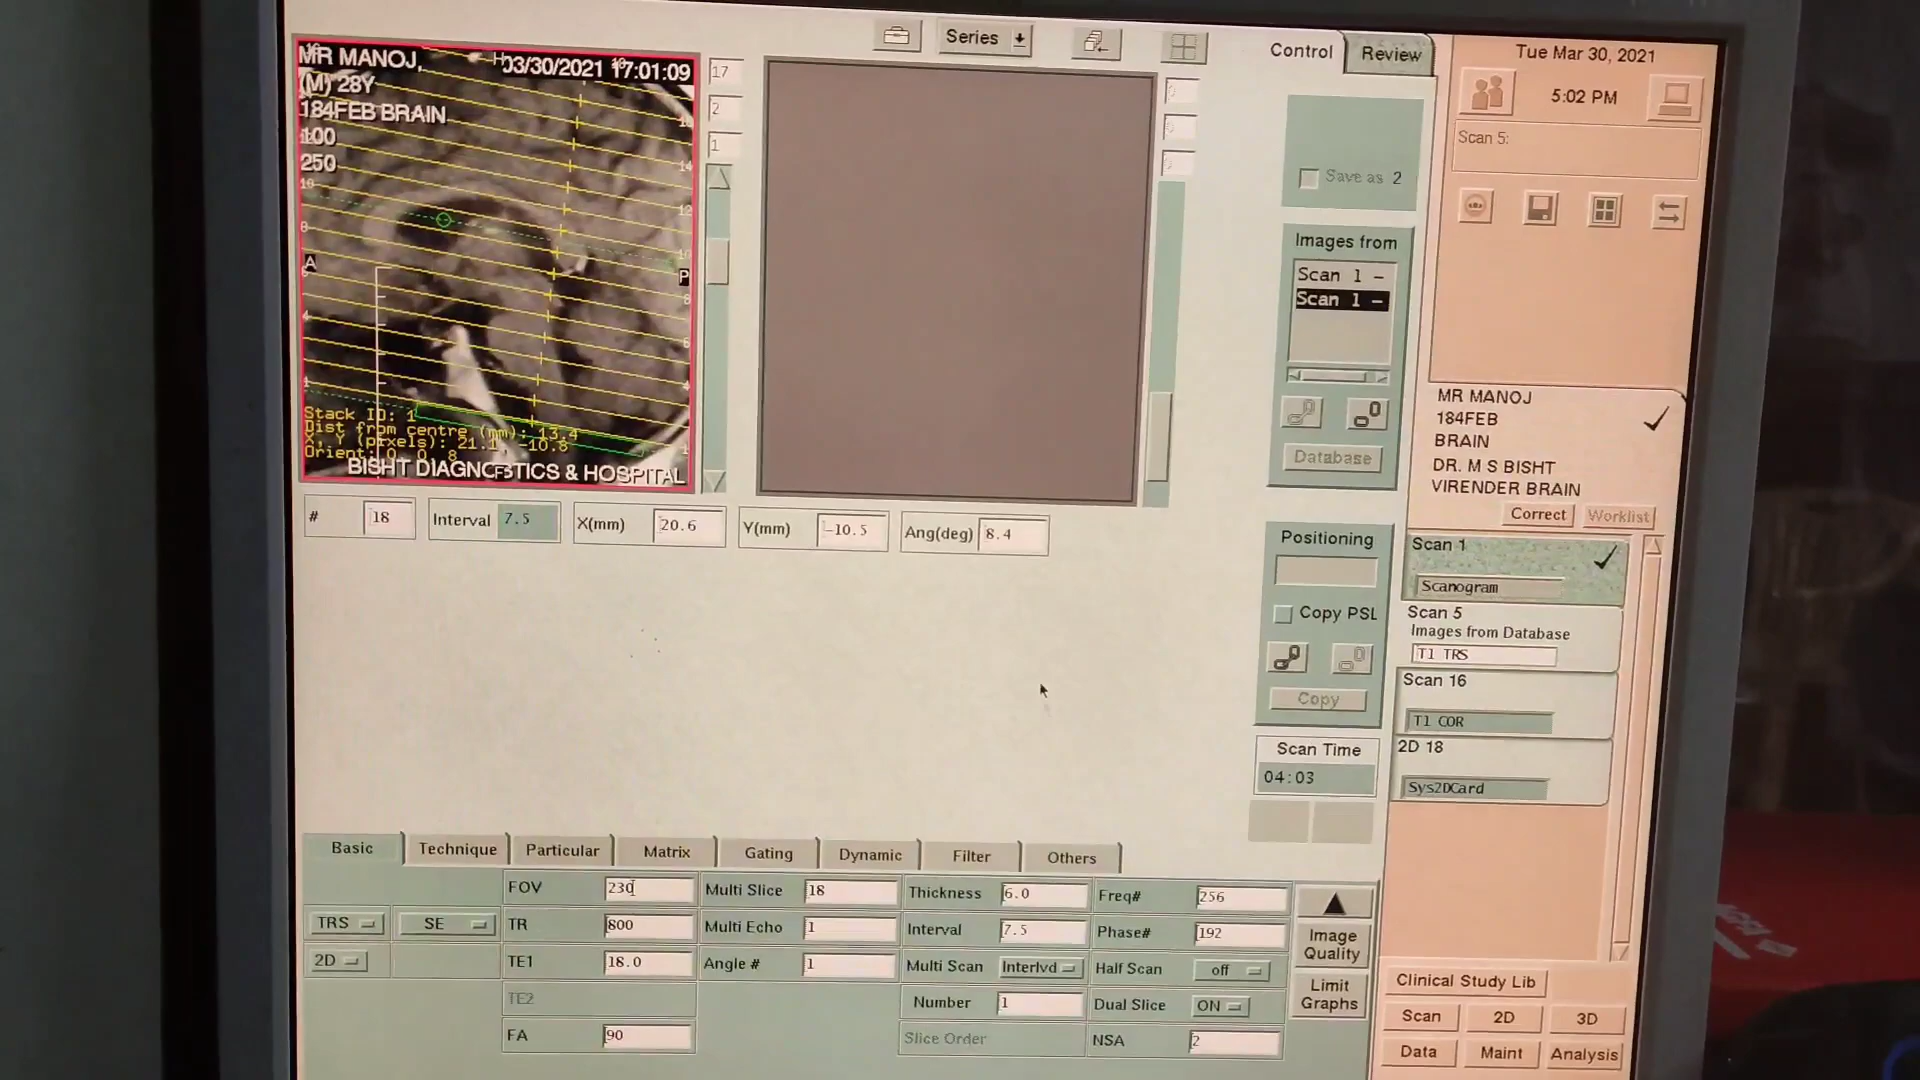 Series
Control
Review
Tue Mar 30, 2021
5:02 PM
Scan 5:
MR MANOJ,
03/30/2021 17:01:09
(M) 28Y
184FEB BRAIN
100
250
A
P
Stack ID: 1
Dist from centre (mm): 13.4
X, Y (pixels): 21.1, -10.8
Orient: 0 0 8
BISHT DIAGNOSTICS & HOSPITAL
17
2
1
Save as 2
Images from
Scan 1 -
Scan 1 -
Database
MR MANOJ
184FEB
BRAIN
DR. M S BISHT
VIRENDER BRAIN
Correct
Worklist
# 18
Interval 7.5
X(mm) 20.6
Y(mm) -10.5
Ang(deg) 8.4
Positioning
Copy PSL
Copy
Scan Time
04:03
Scan 1
Scanogram
Scan 5
Images from Database
T1 TRS
Scan 16
T1 COR
2D 18
Sys2DCard
Basic Technique Particular Matrix Gating Dynamic Filter Others
FOV 230 Multi Slice 18 Thickness 6.0 Freq# 256
TRS SE TR 800 Multi Echo 1 Interval 7.5 Phase# 192
2D TE1 18.0 Angle # 1 Multi Scan Interlvd Half Scan off
TE2 Number 1 Dual Slice ON
FA 90 Slice Order NSA 2
Image
Quality
Limit
Graphs
Clinical Study Lib
Scan 2D 3D
Data Maint Analysis